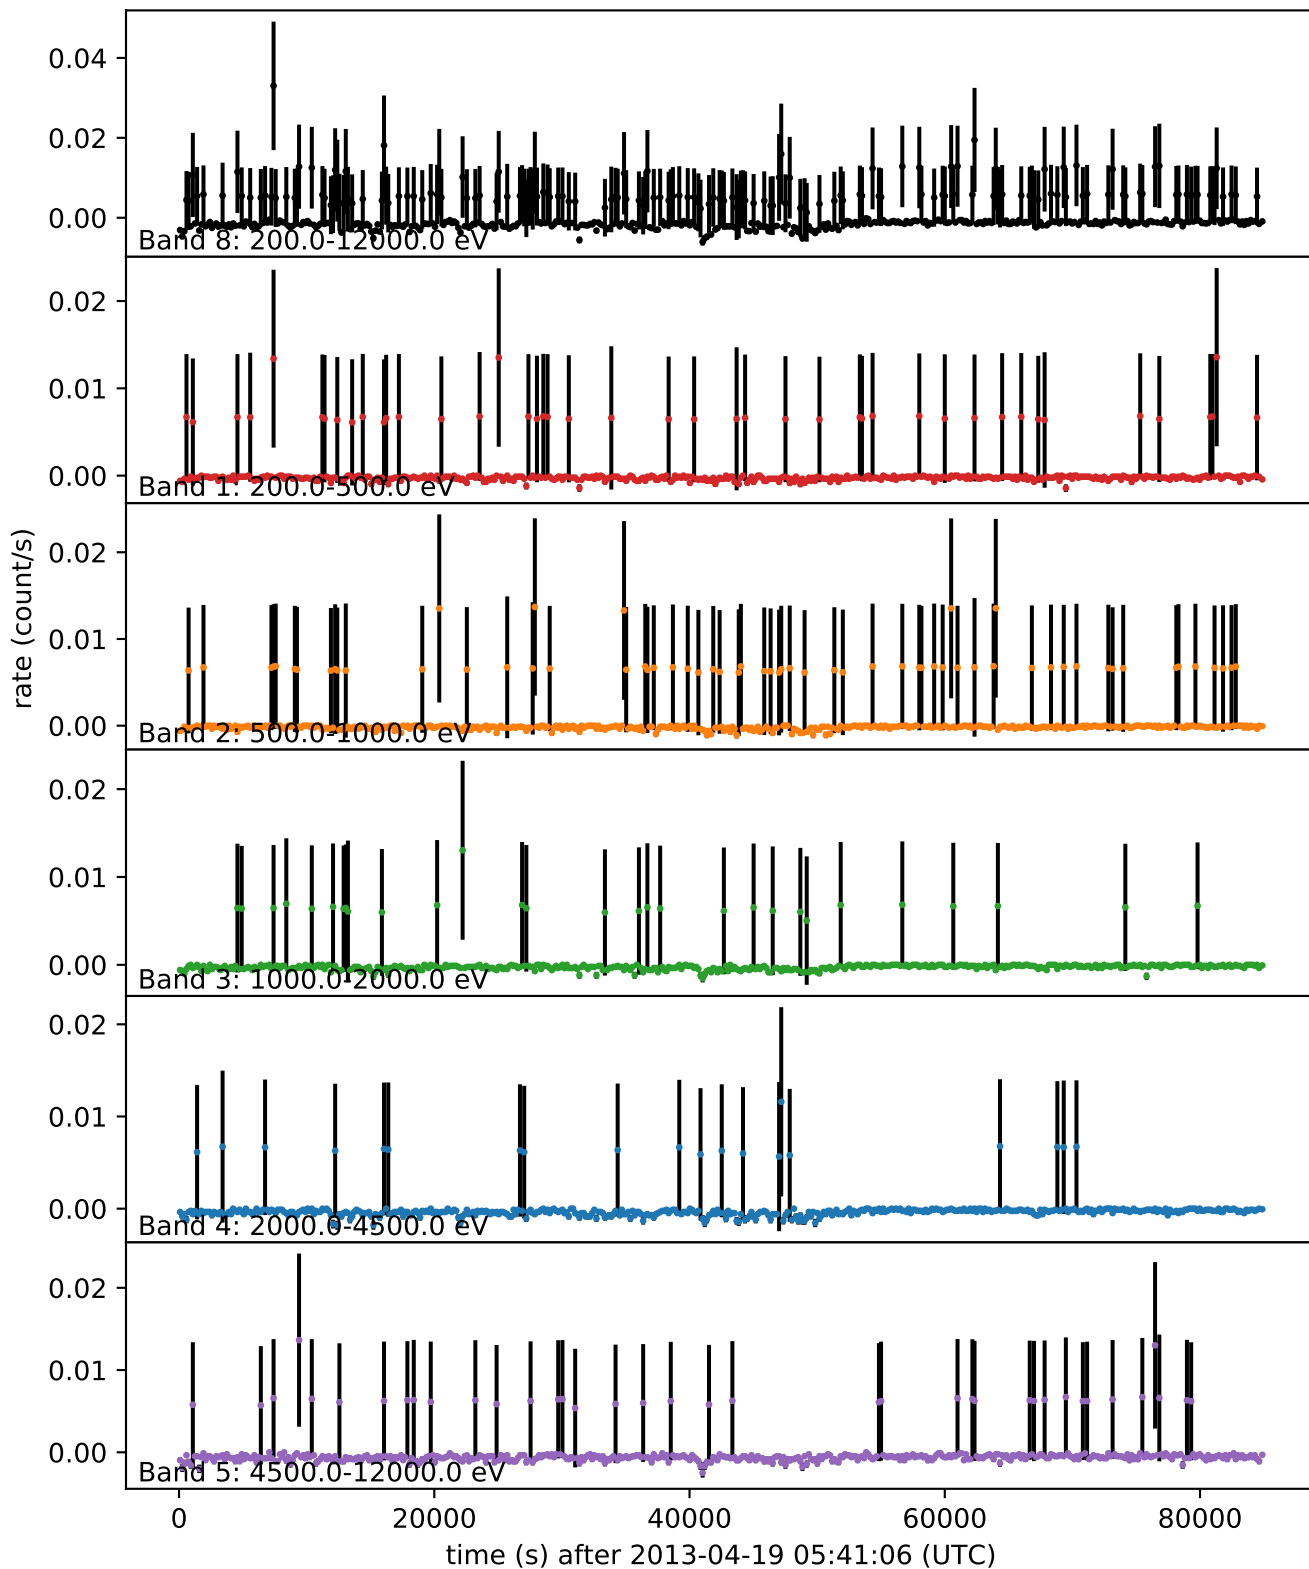 0.04
0.02
0.00
Band 8: 200.0-12000.0 eV
0.02
0.01
0.00
Band 1: 200.0-500.0 eV
rate (count/s)
0.02
0.01
0.00
Band 2: 500.0-1000.0 eV
0.02
0.01
0.00
Band 3: 1000.0-2000.0 eV
0.02
0.01
0.00
Band 4: 2000.0-4500.0 eV
0.02
0.01
0.00
Band 5: 4500.0-12000.0 eV
0 20000 40000 60000 80000
time (s) after 2013-04-19 05:41:06 (UTC)